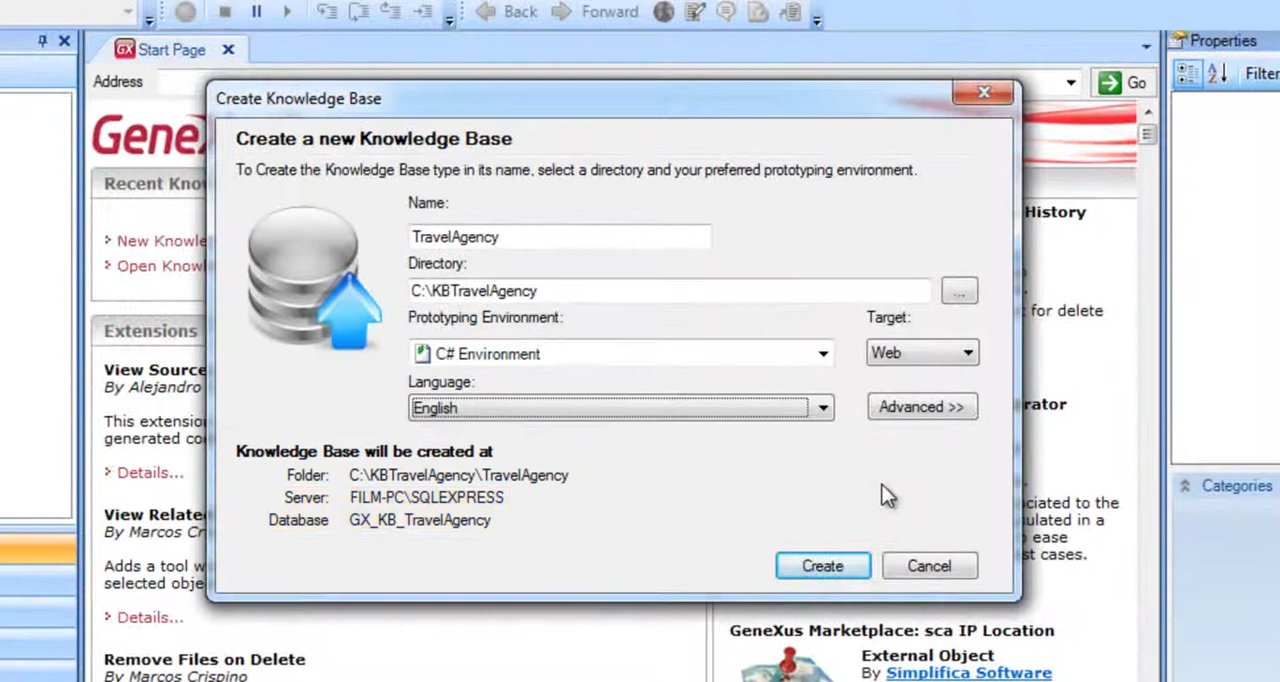 Back
Forward
Start Page
Properties
Address
Go
Filter
Create Knowledge Base
Create a new Knowledge Base
To Create the Knowledge Base type in its name, select a directory and your preferred prototyping environment.
Name:
TravelAgency
Directory:
C:\KBTravelAgency
...
Prototyping Environment:
Target:
C# Environment
Web
Language:
English
Advanced >>
Knowledge Base will be created at
Folder: C:\KBTravelAgency\TravelAgency
Server: FILM-PC\SQLEXPRESS
Database GX_KB_TravelAgency
Create
Cancel
Gene
Recent Kno
New Knowle
Open Knowl
Extensions
View Source
By Alejandro
This extension
generated co
Details...
View Relate
By Marcos Cr
Adds a tool w
selected obje
Details...
Remove Files on Delete
By Marcos Crispino
History
t for delete
rator
ciated to the
ulated in a
o ease
st cases.
GeneXus Marketplace: sca IP Location
External Object
By Simplifica Software
Categories